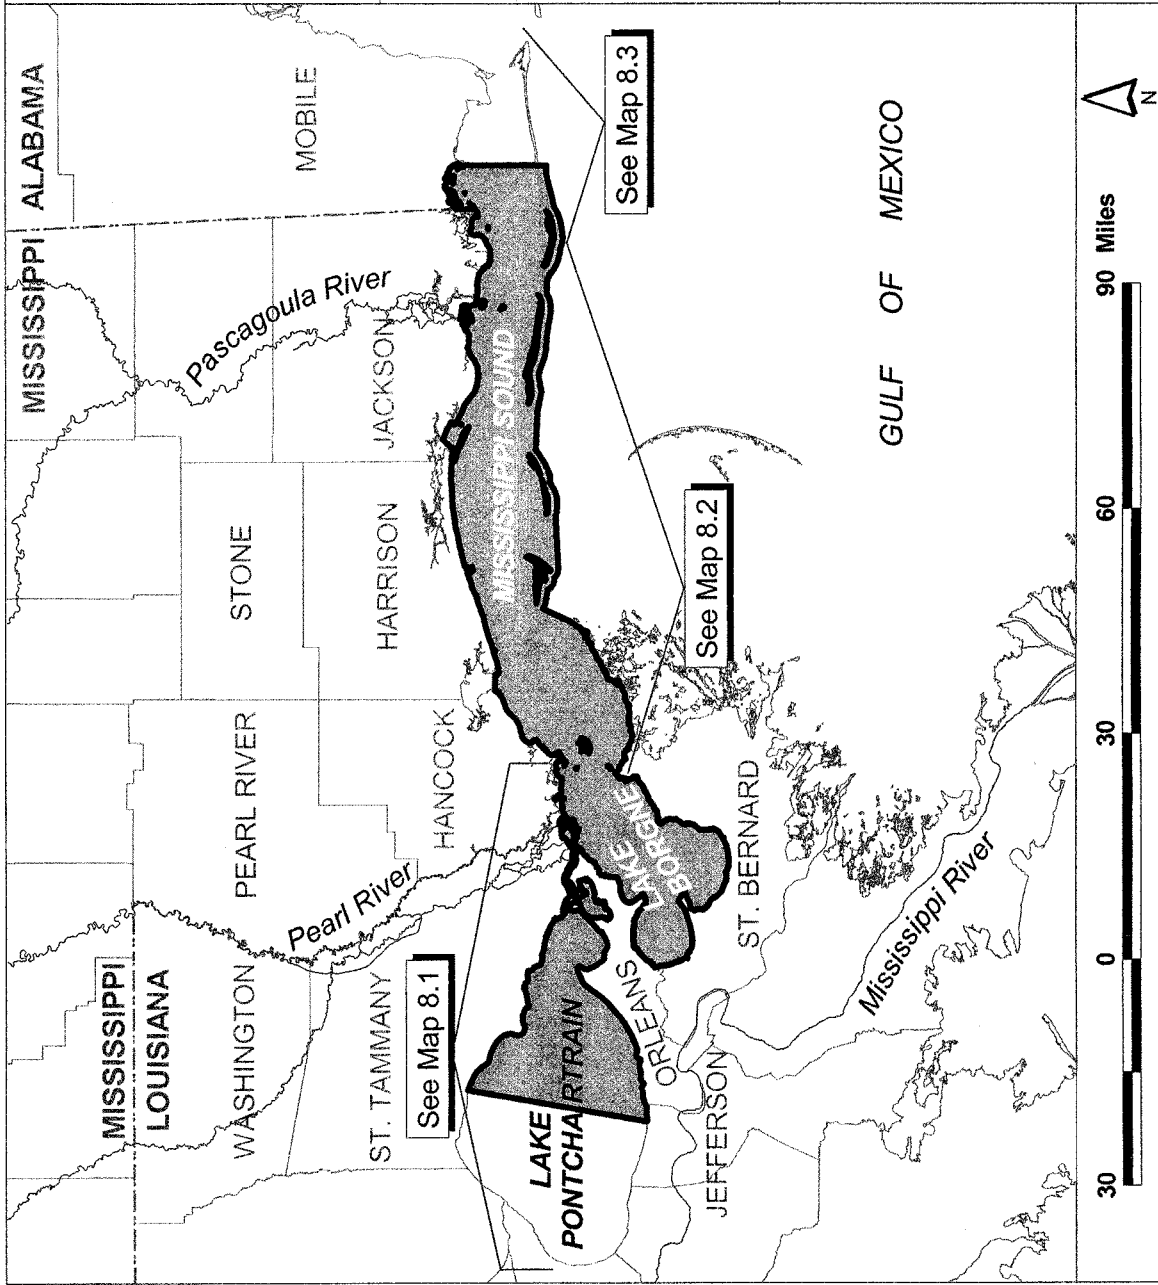 MISSISSIPPI
ALABAMA
MISSISSIPPI
LOUISIANA
WASHINGTON
PEARL RIVER
STONE
MOBILE
Pascagoula River
Pearl River
ST. TAMMANY
HANCOCK
HARRISON
JACKSON
See Map 8.1
MISSISSIPPI SOUND
LAKE
PONTCHARTRAIN
ORLEANS
LAKE
BORGNE
See Map 8.3
See Map 8.2
JEFFERSON
ST. BERNARD
Mississippi River
GULF OF MEXICO
30 0 30 60 90 Miles
N